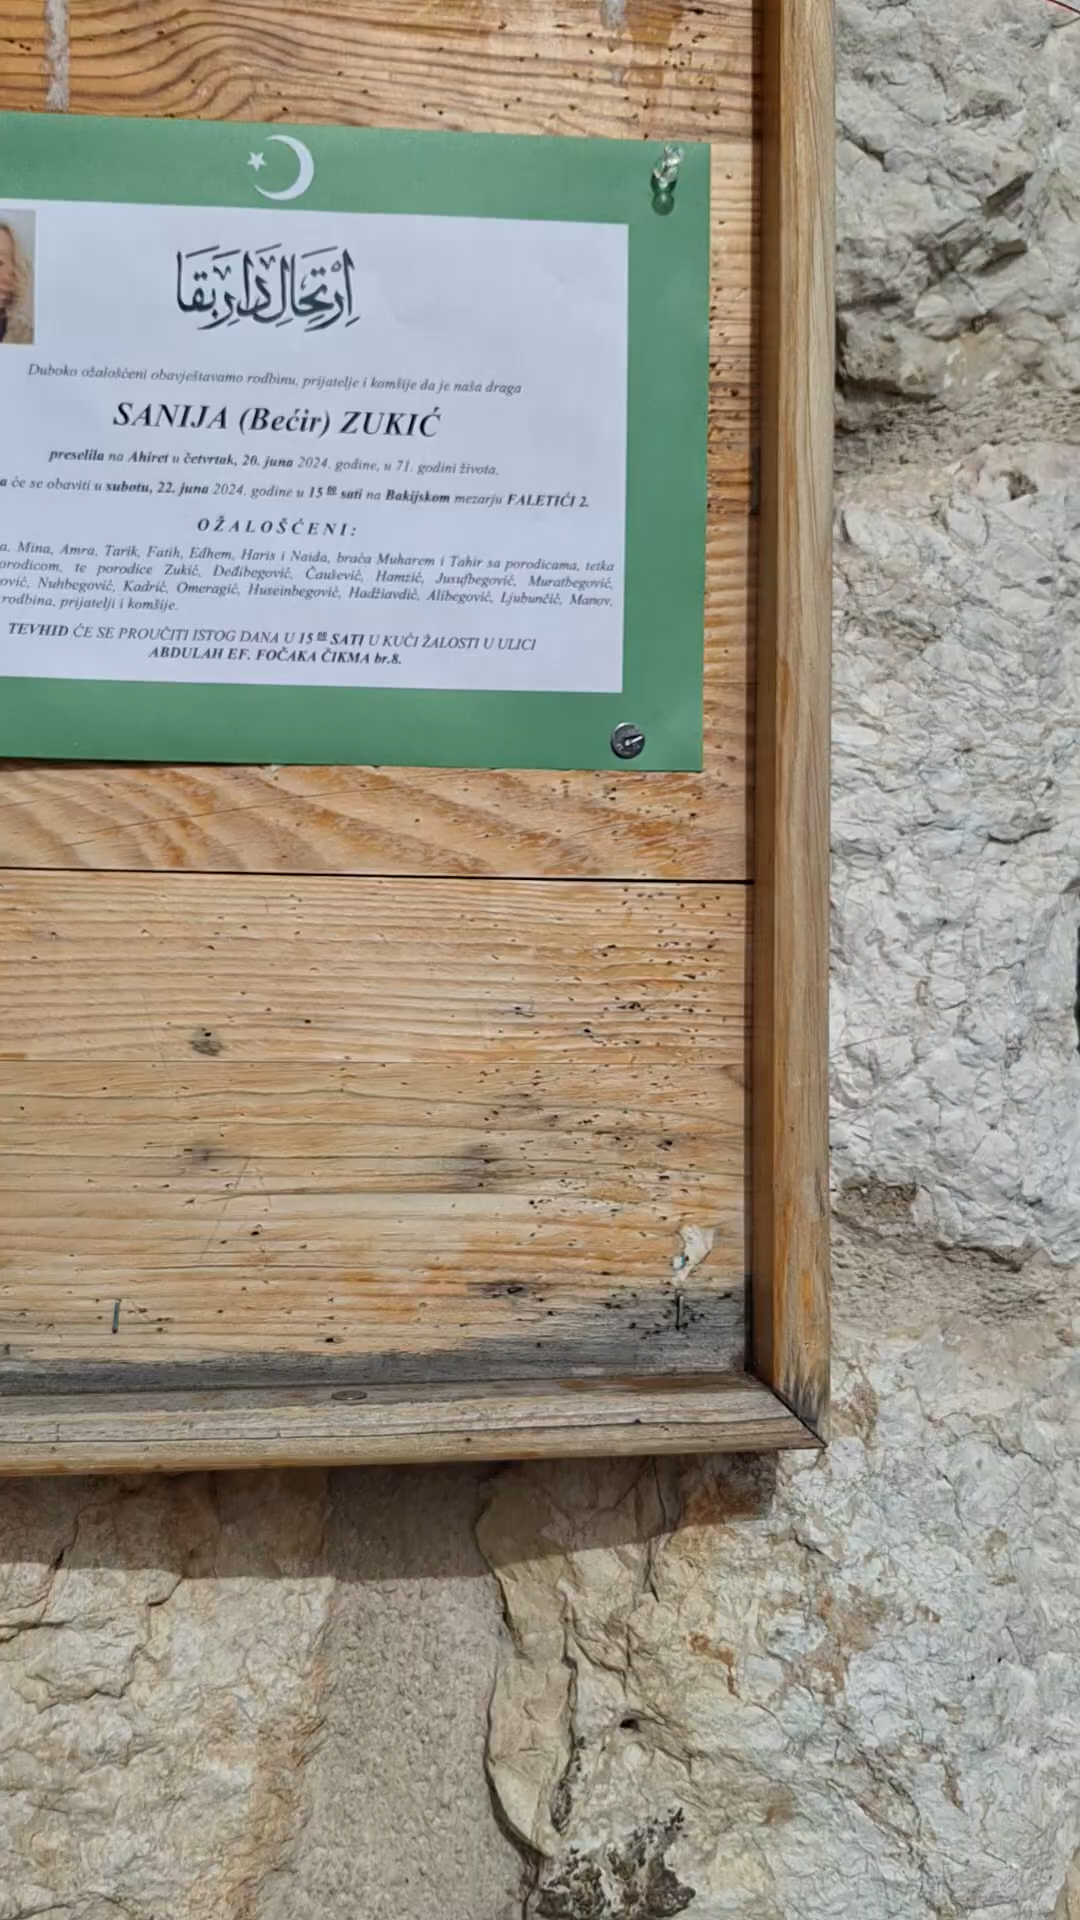 اِرْتِحَالِ دَارِ بَقَا
Duboko ožalošćeni obavještavamo rodbinu, prijatelje i komšije da je naša draga
SANIJA (Bećir) ZUKIĆ
preselila na Ahiret u četvrtak, 20. juna 2024. godine, u 71. godini života.
će se obaviti u subotu, 22. juna 2024. godine u 15 00 sati na Bakijskom mezarju FALETIĆI 2.
OŽALOŠĆENI:
Mina, Amra, Tarik, Fatih, Edhem, Haris i Naida, braća Muharem i Tahir sa porodicama, tetka
te porodice Zukić, Dedibegović, Čaušević, Hamzić, Jusufbegović, Muratbegović,
Nuhbegović, Kadrić, Omeragić, Huseinbegović, Hadžiavdić, Alibegović, Ljubunčić, Manov,
rodbina, prijatelji i komšije.
TEVHID ĆE SE PROUČITI ISTOG DANA U 15 00 SATI U KUĆI ŽALOSTI U ULICI
ABDULAH EF. FOČAKA ČIKMA br.8.